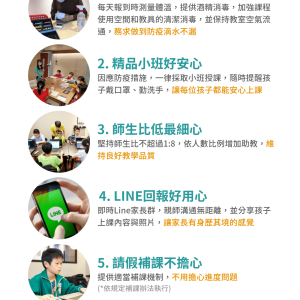 每天報到時測量體溫，提供酒精消毒，加強課程
使用空間和教具的清潔消毒，並保持教室空氣流
通，務求做到防疫滴水不漏
2. 精品小班好安心
因應防疫措施，一律採取小班授課，隨時提醒孩
子戴口罩、勤洗手，讓每位孩子都能安心上課
3. 師生比低最細心
堅持師生比不超過1:8，依人數比例增加助教，維
持良好教學品質
4. LINE回報好用心
LINE
即時Line家長群，親師溝通無距離，並分享孩子
上課內容與照片，讓家長有身歷其境的感覺
5. 請假補課不擔心
提供適當補課機制，不用擔心進度問題
(*依規定補課辦法執行)